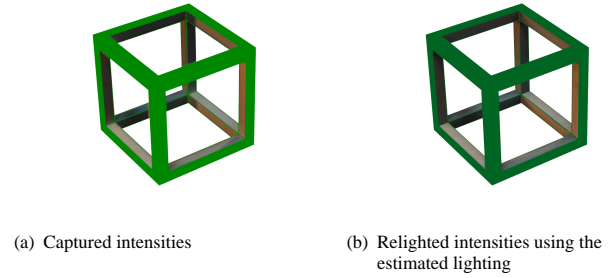 (a) Captured intensities
(b) Relighted intensities using the
estimated lighting